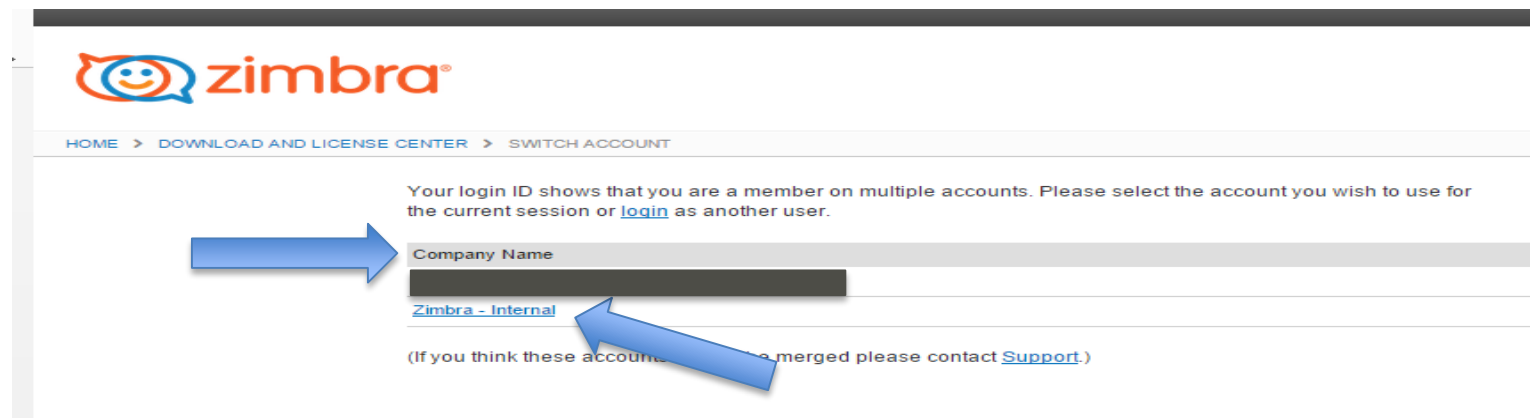 zimbra®
HOME > DOWNLOAD AND LICENSE CENTER > SWITCH ACCOUNT
Your login ID shows that you are a member on multiple accounts. Please select the account you wish to use for
the current session or login as another user.
Company Name
Zimbra - Internal
(If you think these accounts merged please contact Support.)